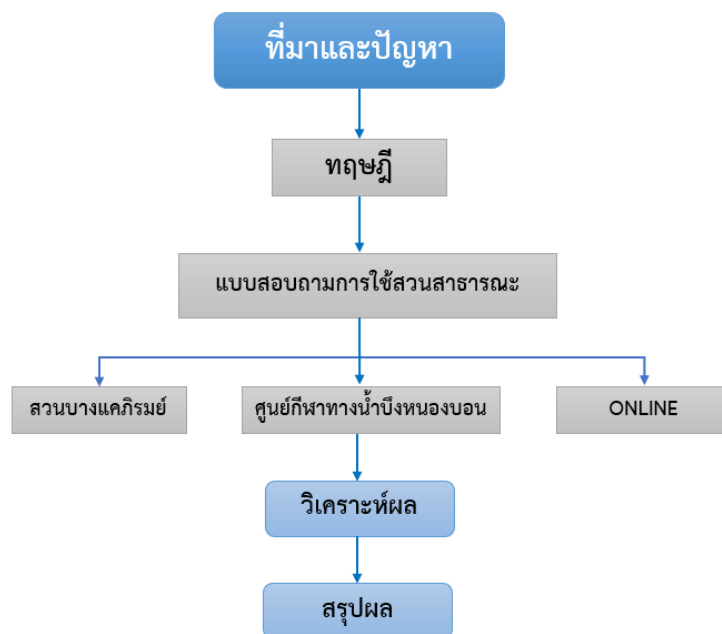 ที่มาและปัญหา
ทฤษฎี
แบบสอบถามการใช้สวนสาธารณะ
สวนบางแคภิรมย์
ศูนย์กีฬาทางน้ำบึงหนองบอน
ONLINE
วิเคราะห์ผล
สรุปผล